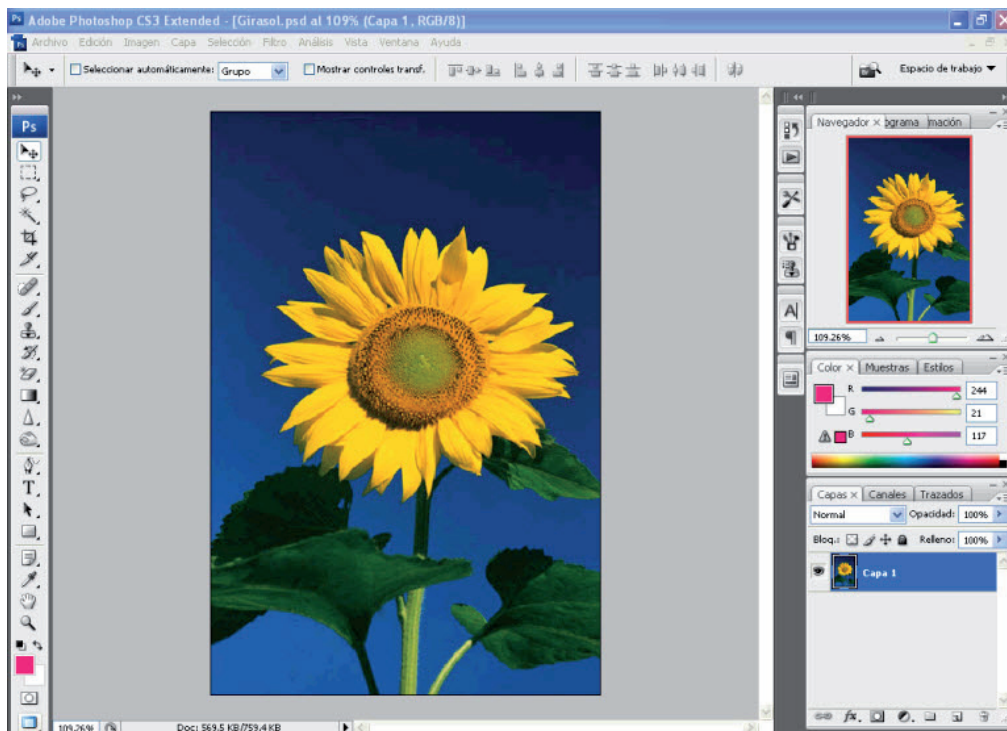 Adobe Photoshop CS3 Extended - [Girasol.psd al 109% (Capa 1, RGB/8)]
Archivo Edición Imagen Capa Selección Filtro Análisis Vista Ventana Ayuda
Seleccionar automáticamente: Grupo Mostrar controles transf. Espacio de trabajo
Ps
Navegador × ograma mación
109.26%
Color × Muestras Estilos
R 244
G 21
B 117
Capas × Canales Trazados
Normal Opacidad: 100%
Bloq.: Relleno: 100%
Capa 1
109.26% Doc: 569.5 KB/759.4 KB